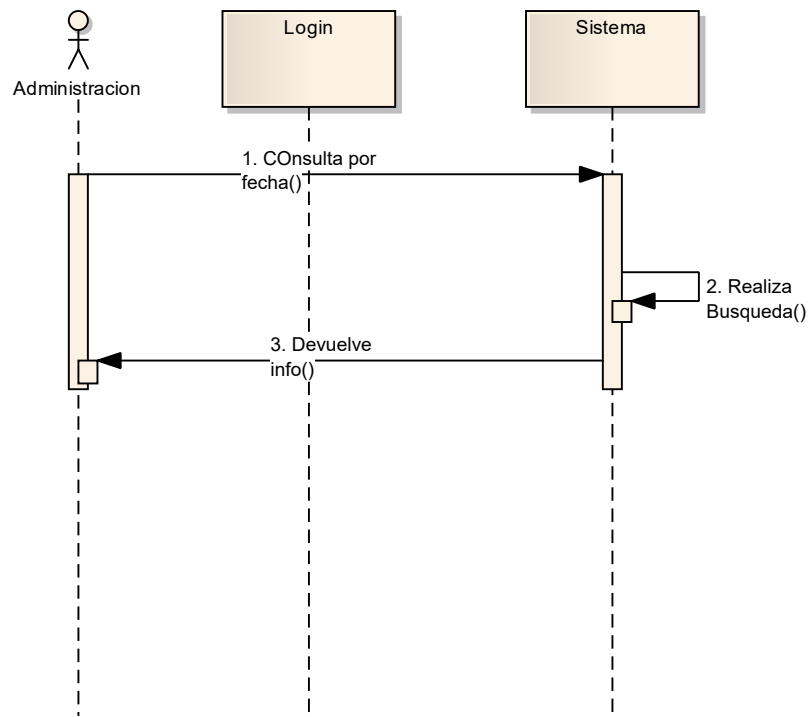 Login
Sistema
Administracion
1. COnsulta por
fecha()
2. Realiza
Busqueda()
3. Devuelve
info()